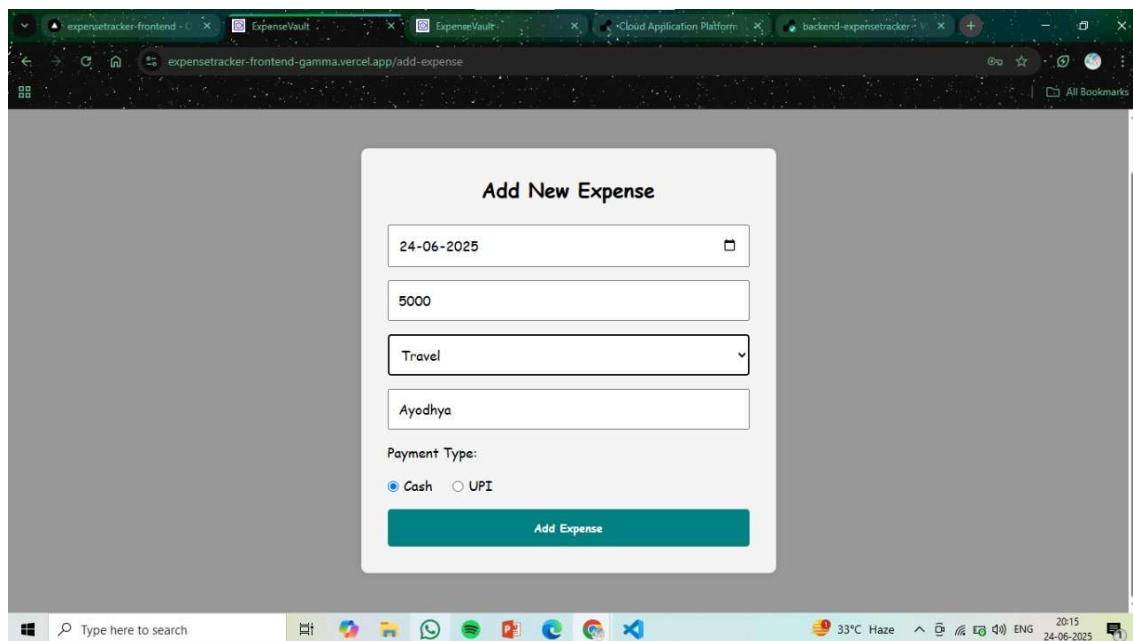 expensetracker-frontend - O
ExpenseVault
ExpenseVault
Cloud Application Platform
backend-expensetracker -
expensetracker-frontend-gamma.vercel.app/add-expense
All Bookmarks
Add New Expense
24-06-2025
5000
Travel
Ayodhya
Payment Type:
Cash UPI
Add Expense
Type here to search
33°C Haze
ENG
20:15
24-06-2025